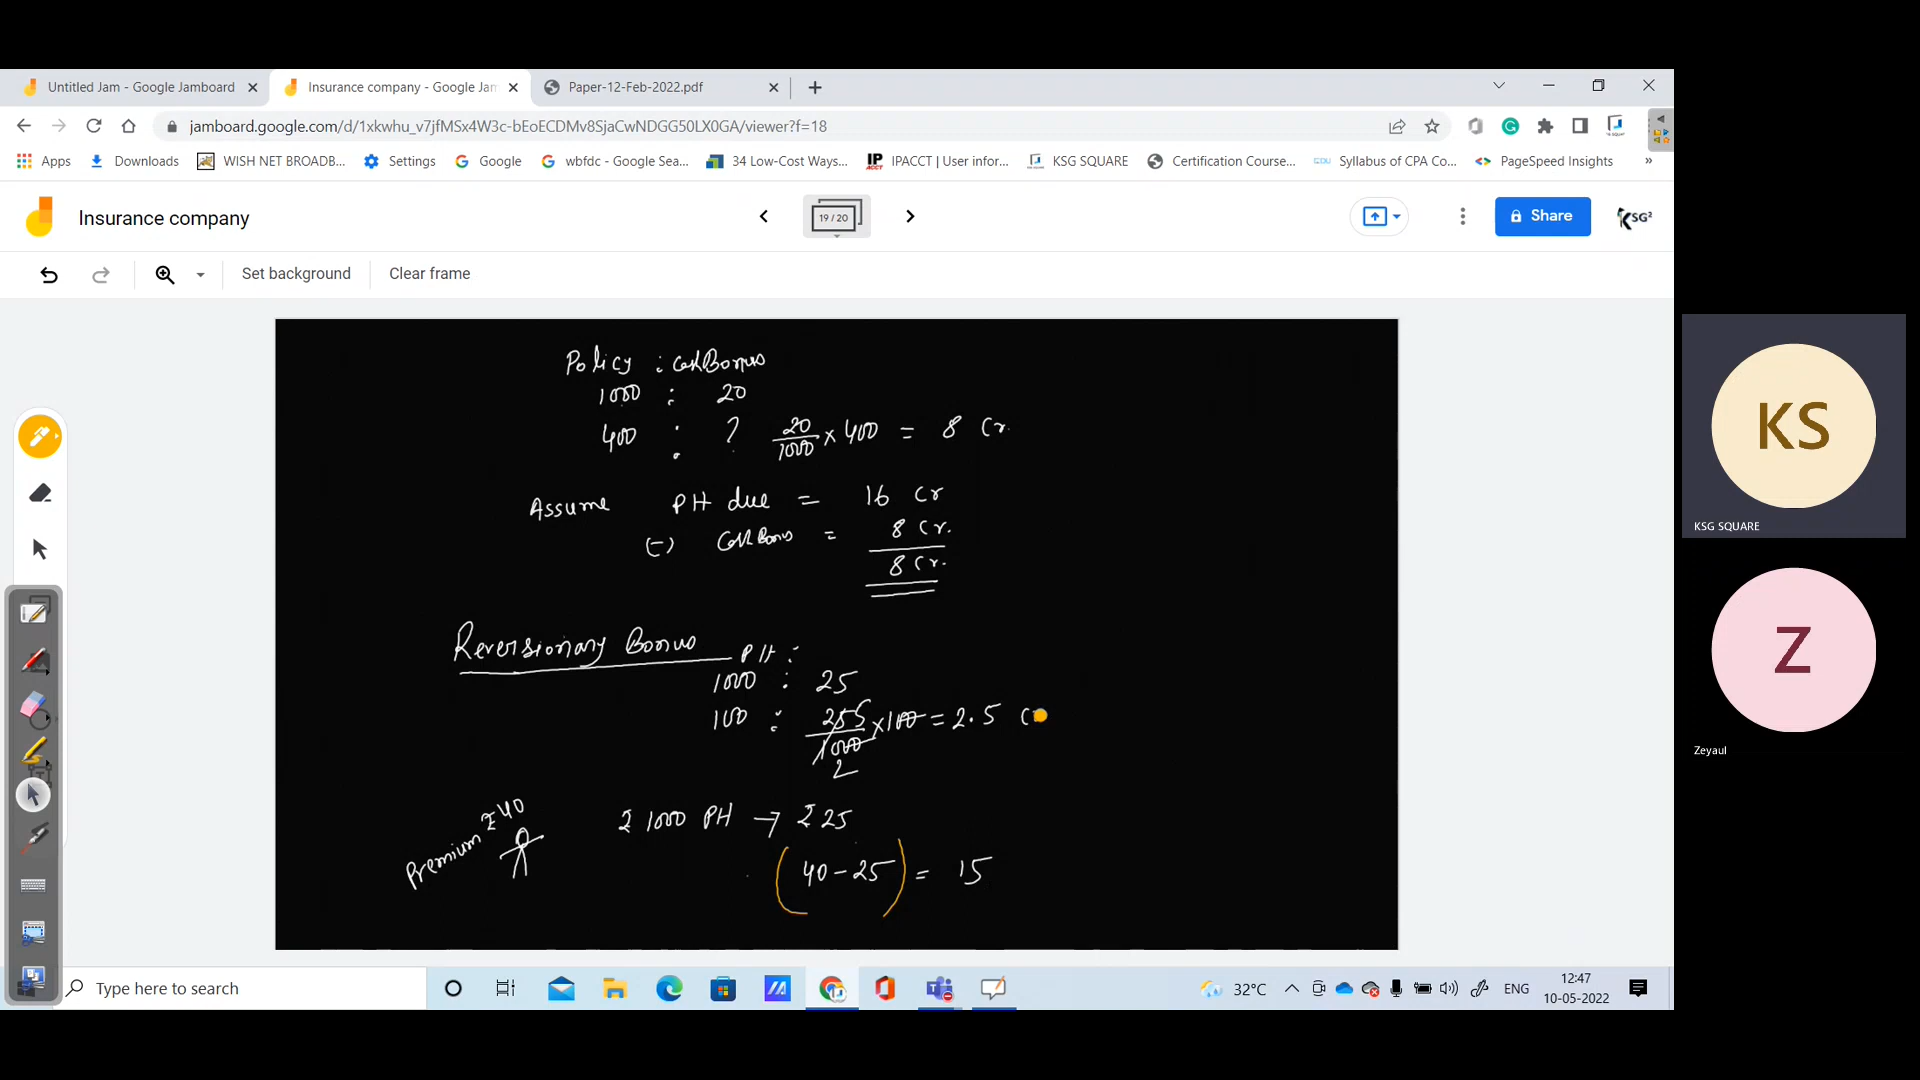 Untitled Jam - Google Jamboard
Insurance company - Google Jam
Paper-12-Feb-2022.pdf
jamboard.google.com/d/1xkwhu_v7jfMSx4W3c-bEoECDMv8SjaCwNDGG50LX0GA/viewer?f=18
Apps
Downloads
WISH NET BROADB...
Settings
Google
wbfdc - Google Sea...
34 Low-Cost Ways...
IPACCT | User infor...
KSG SQUARE
Certification Course...
Syllabus of CPA Co...
PageSpeed Insights
»
Insurance company
19 / 20
Share
KSG²
Set background
Clear frame
Policy : Cash Bonus
1000 : 20
400 : ? 20/1000 × 400 = 8 Cr.
Assume PH due = 16 Cr
(-) Cash Bonus = 8 Cr.
8 Cr.
Reversionary Bonus
PH :
1000 : 25
100 : 255/1000 × 100 = 2.5 Cr
2
Premium ₹40
₹ 1000 PH → ₹ 25
(40 - 25) = 15
KS
KSG SQUARE
Z
Zeyaul
Type here to search
32°C
ENG
12:47
10-05-2022